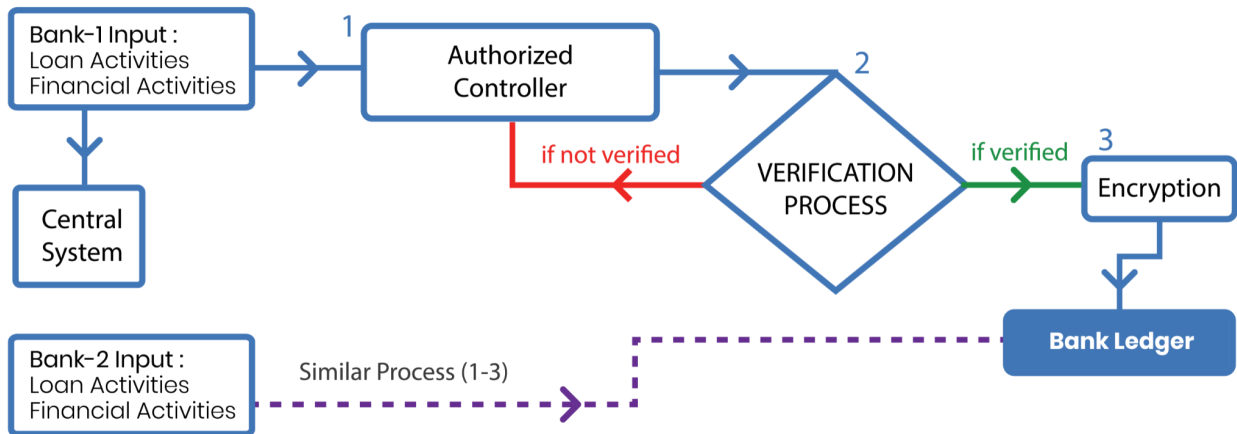 Bank-1 Input :
Loan Activities
Financial Activities
1
Authorized
Controller
2
if not verified
VERIFICATION
PROCESS
if verified
3
Encryption
Central
System
Bank Ledger
Bank-2 Input :
Loan Activities
Financial Activities
Similar Process (1-3)